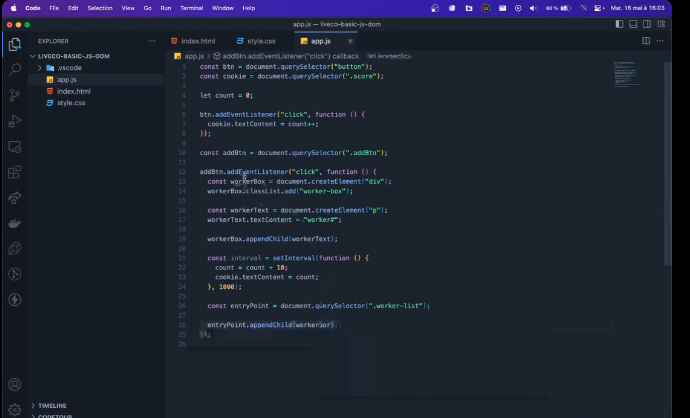 Code File Edit Selection View Go Run Terminal Window Help 80 % Mar. 16 mai à 16:03
app.js — liveco-basic-js-dom
EXPLORER
index.html
style.css
app.js
LIVECO-BASIC-JS-DOM
.vscode
app.js
index.html
style.css
app.js > addBtn.addEventListener("click") callback
1 const btn = document.querySelector("button");
2 const cookie = document.querySelector(".score");
3
4 let count = 0;
5
6 btn.addEventListener("click", function () {
7 cookie.textContent = count++;
8 });
9
10 const addBtn = document.querySelector(".addBtn");
11
12 addBtn.addEventListener("click", function () {
13 const workerBox = document.createElement("div");
14 workerBox.classList.add("worker-box");
15
16 const workerText = document.createElement("p");
17 workerText.textContent = "worker#";
18
19 workerBox.appendChild(workerText);
20
21 const interval = setInterval(function () {
22 count = count + 10;
23 cookie.textContent = count;
24 }, 1000);
25
26 const entryPoint = document.querySelector(".worker-list");
entryPoint.appendChild(worker
});
TIMELINE
CODETOUR